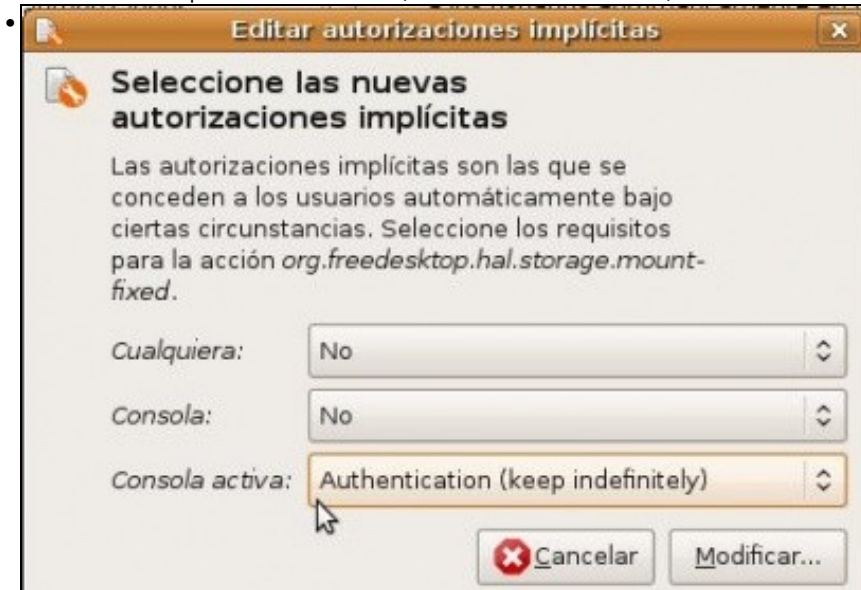 Editar autorizaciones implícitas
Seleccione las nuevas
autorizaciones implícitas
Las autorizaciones implícitas son las que se
conceden a los usuarios automáticamente bajo
ciertas circunstancias. Seleccione los requisitos
para la acción org.freedesktop.hal.storage.mount-
fixed.
Cualquiera: No
Consola: No
Consola activa: Authentication (keep indefinitely)
Cancelar Modificar...